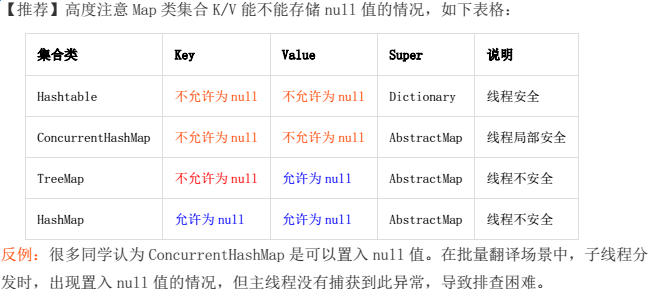 【推荐】高度注意 Map 类集合 K/V 能不能存储 null 值的情况，如下表格：
集合类 Key Value Super 说明
Hashtable 不允许为 null 不允许为 null Dictionary 线程安全
ConcurrentHashMap 不允许为 null 不允许为 null AbstractMap 线程局部安全
TreeMap 不允许为 null 允许为 null AbstractMap 线程不安全
HashMap 允许为 null 允许为 null AbstractMap 线程不安全
反例：很多同学认为 ConcurrentHashMap 是可以置入 null 值。在批量翻译场景中，子线程分
发时，出现置入 null 值的情况，但主线程没有捕获到此异常，导致排查困难。